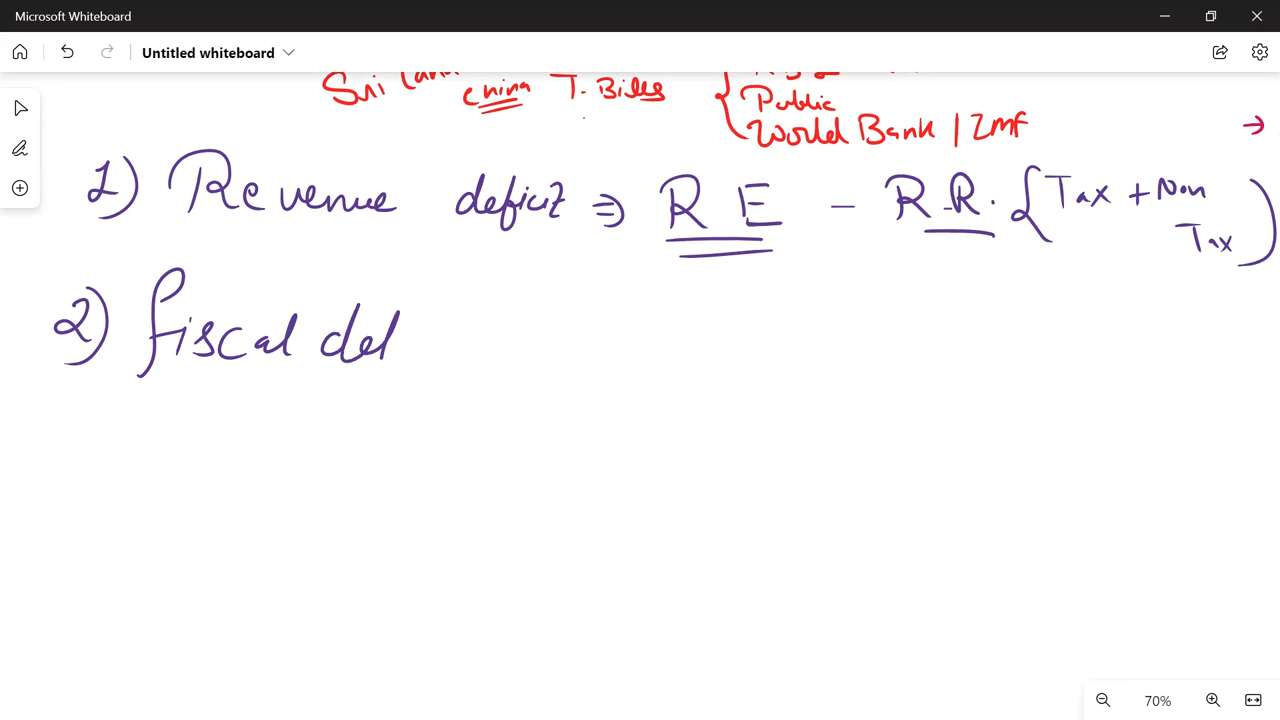 Microsoft Whiteboard
Untitled whiteboard
Sri
china T. Bills
Public
World Bank | IMF
→
1) Revenue deficit ⇒ R E - R.R. { Tax + Non
Tax )
2) fiscal def
70%